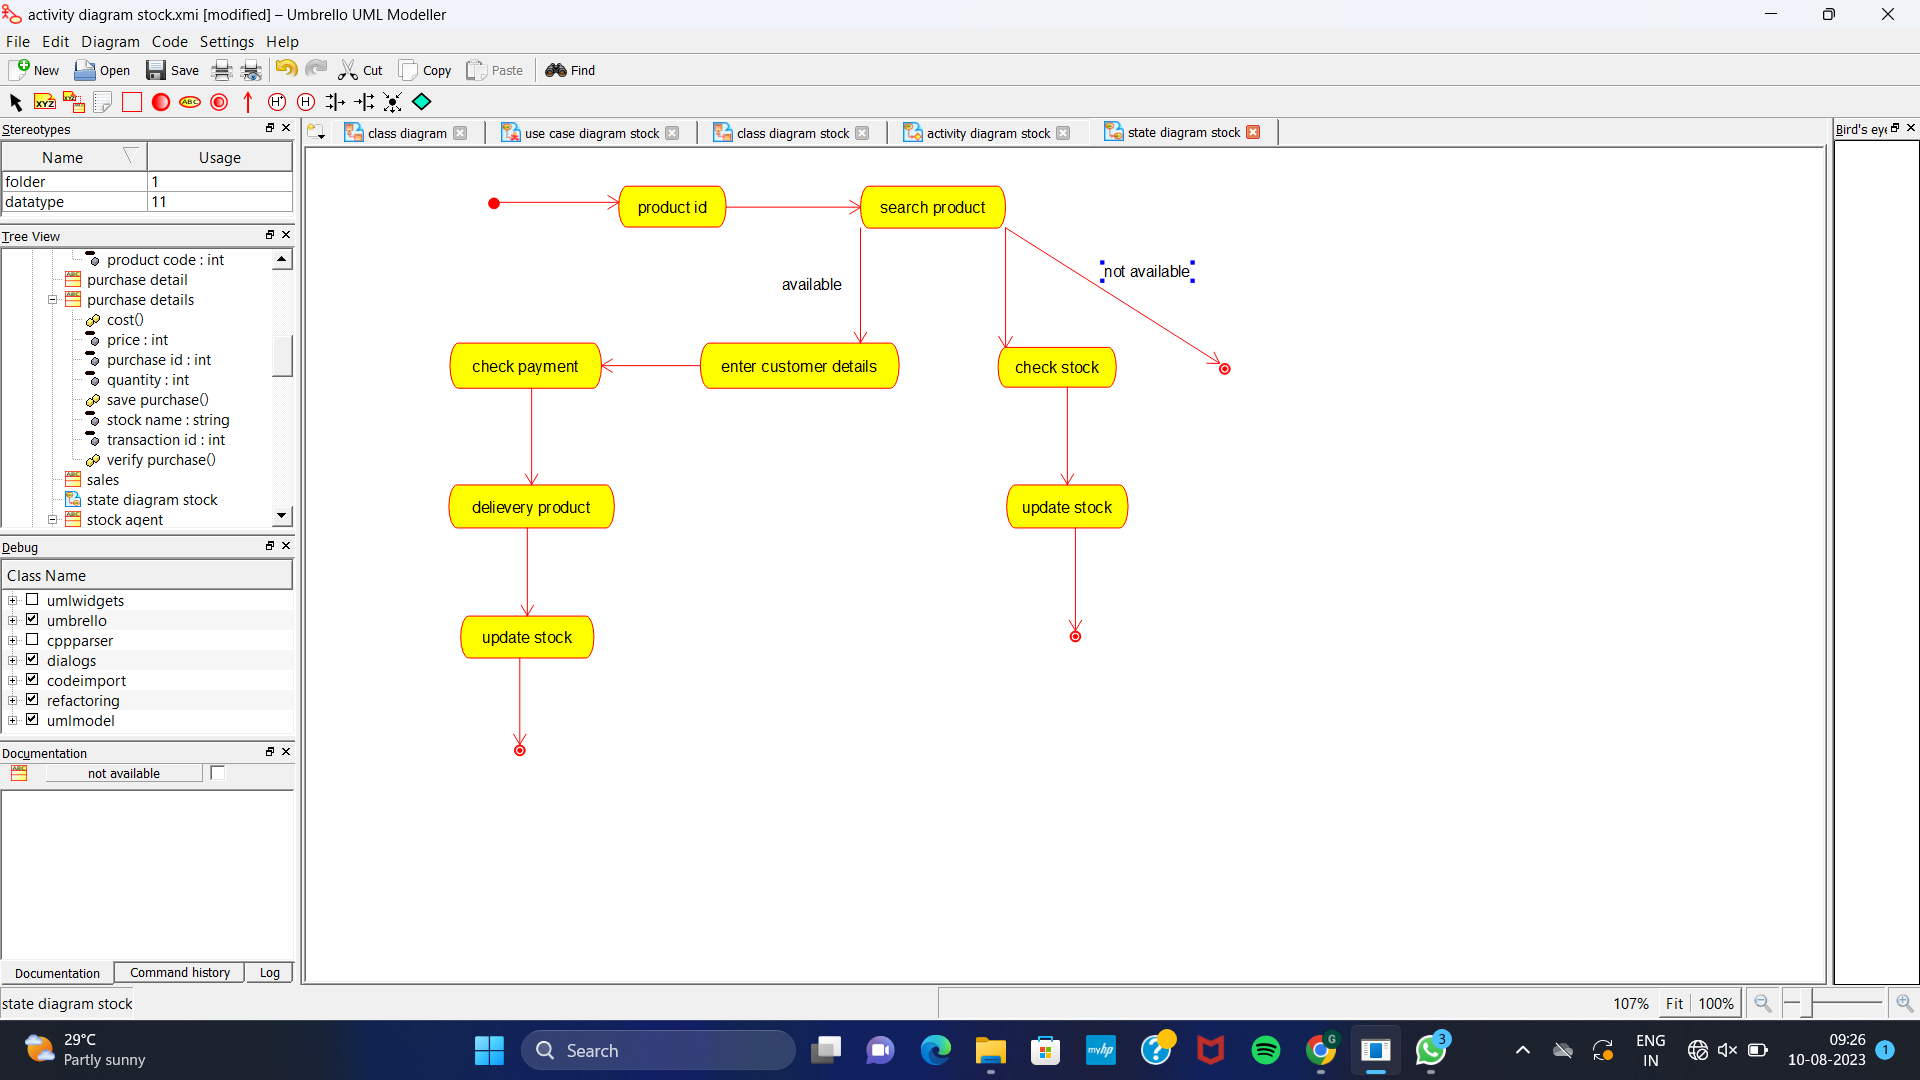 activity diagram stock.xmi [modified] – Umbrello UML Modeller
File Edit Diagram Code Settings Help
New Open Save Cut Copy Paste Find
XYZ XYZ ABC H* H
Stereotypes
Name Usage
folder 1
datatype 11
Tree View
product code : int
purchase detail
purchase details
cost()
price : int
purchase id : int
quantity : int
save purchase()
stock name : string
transaction id : int
verify purchase()
sales
state diagram stock
stock agent
Debug
Class Name
umlwidgets
umbrello
cppparser
dialogs
codeimport
refactoring
umlmodel
Documentation
not available
Documentation Command history Log
class diagram use case diagram stock class diagram stock activity diagram stock state diagram stock
Bird's eye
product id
search product
available
not available
check payment
enter customer details
check stock
delievery product
update stock
update stock
state diagram stock
107% Fit 100%
29°C
Partly sunny
Search
myhp
G
3
ENG
IN
09:26
10-08-2023
1